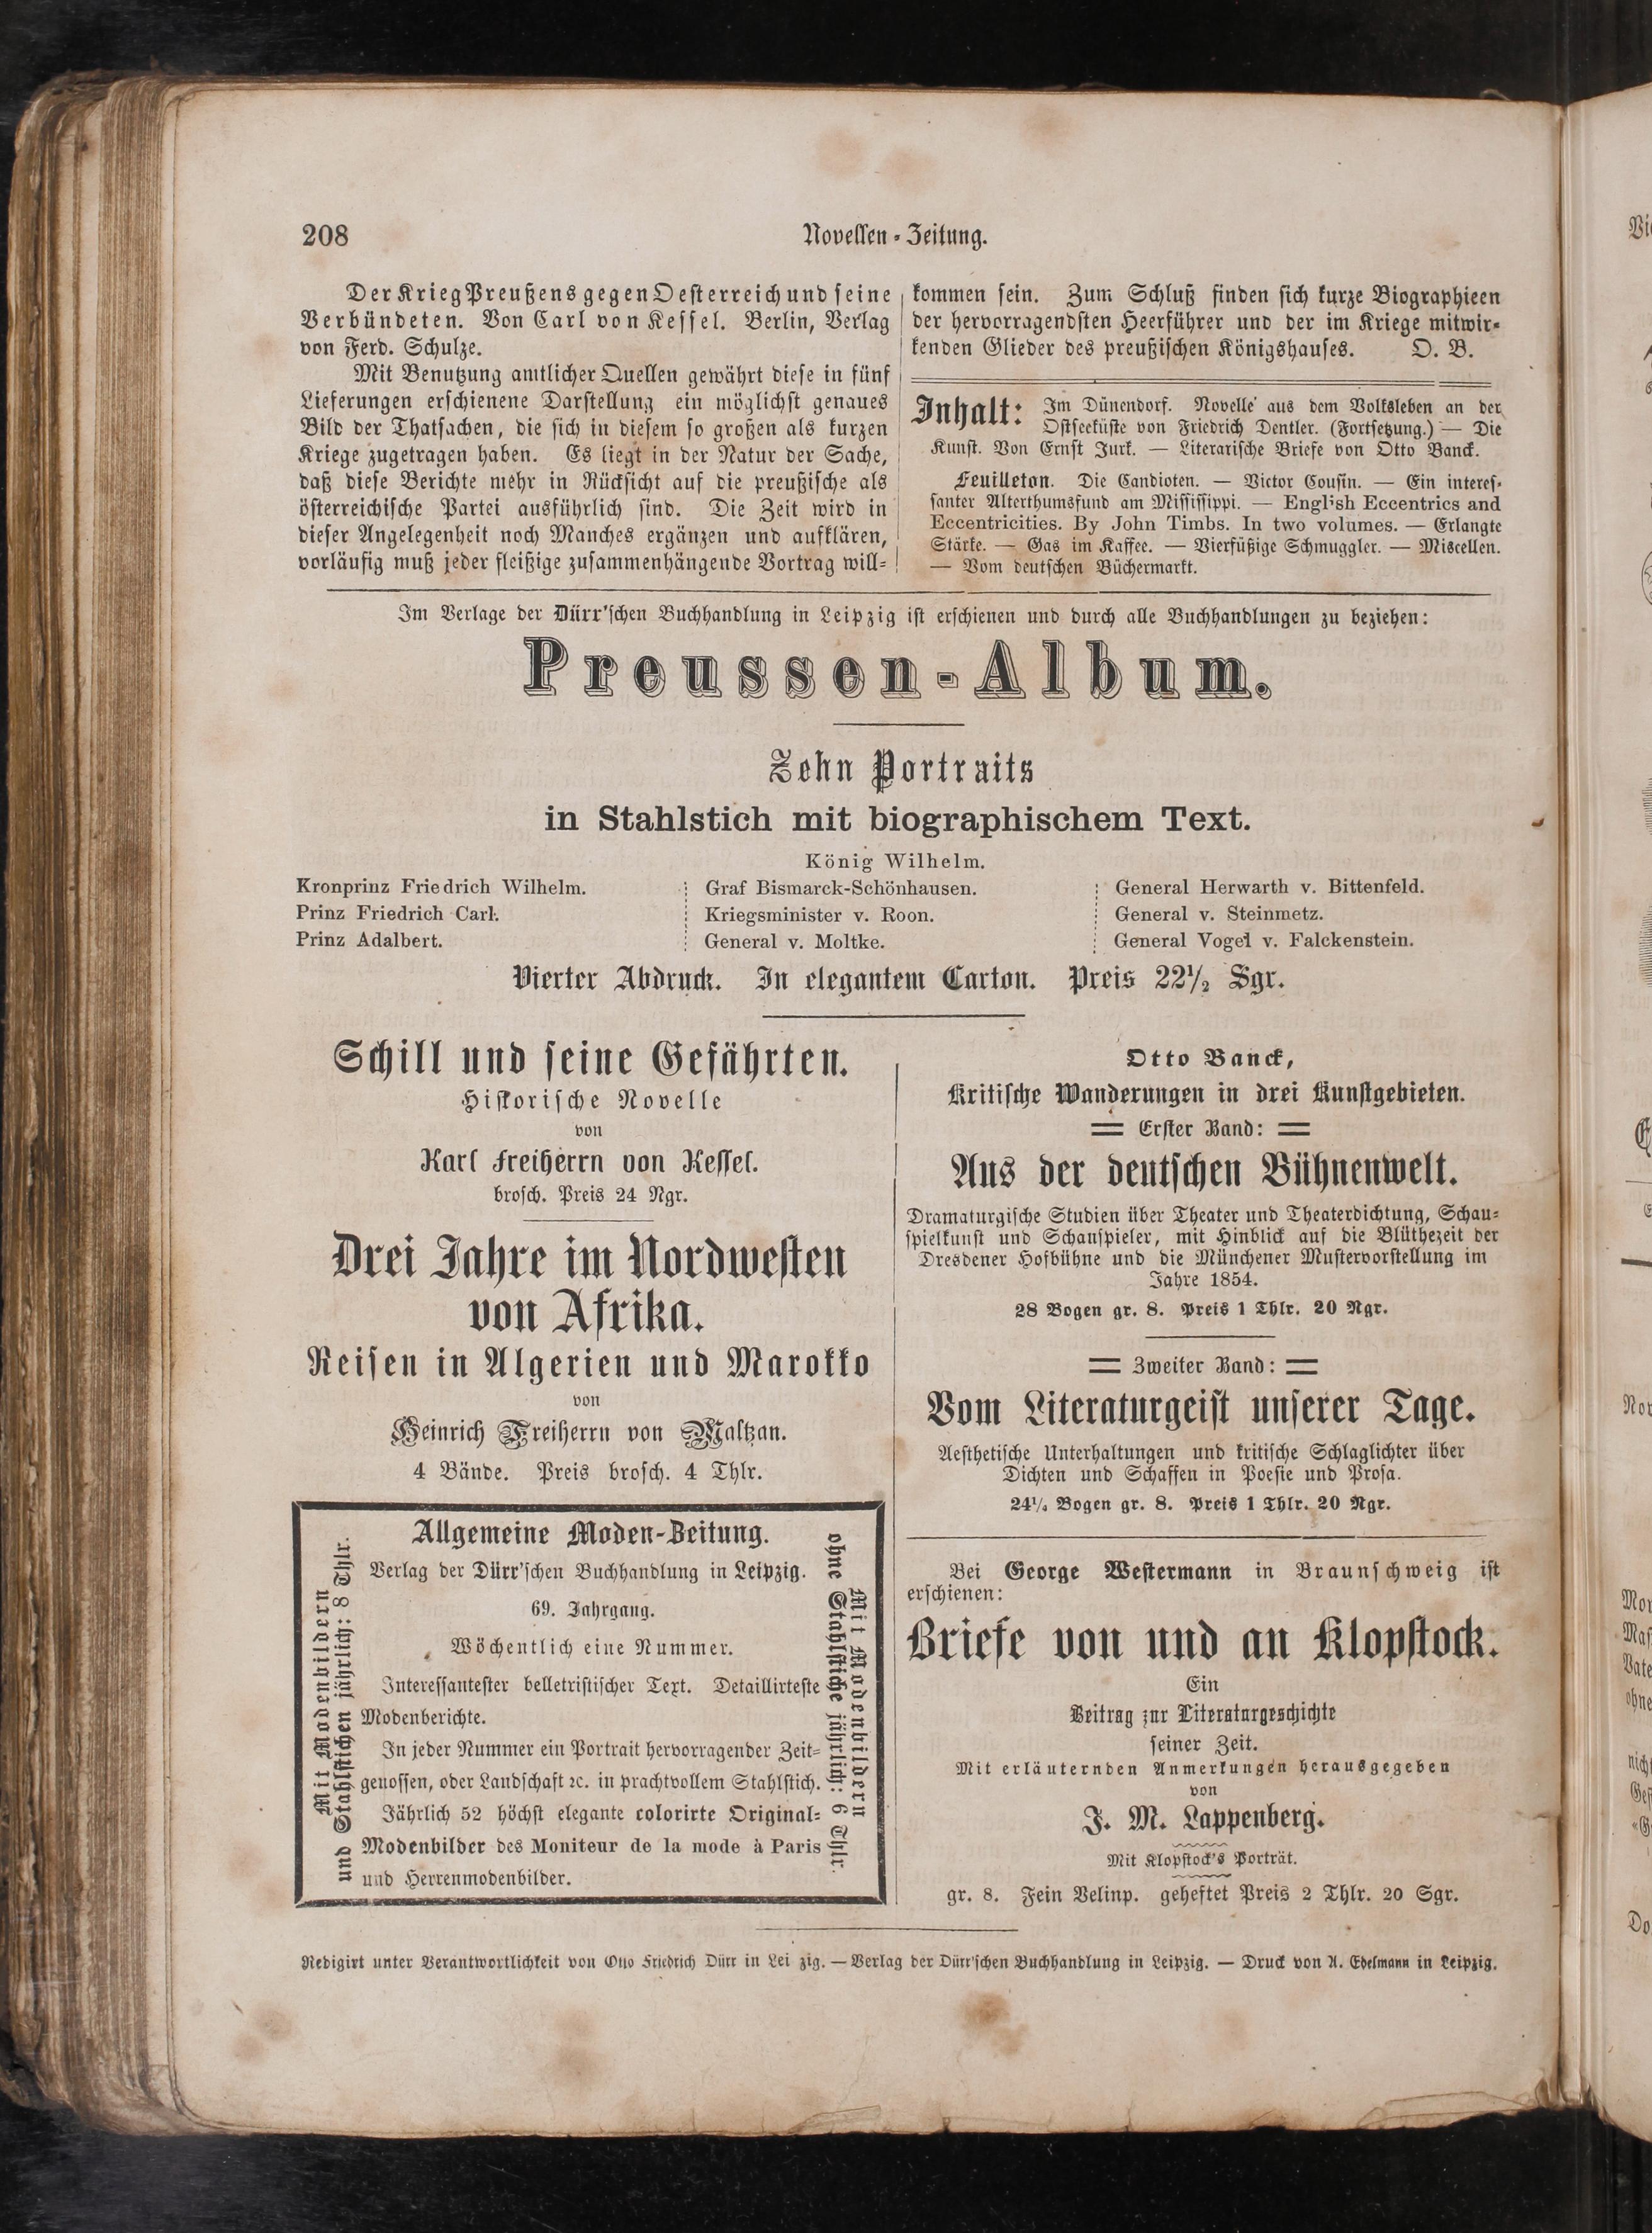 208
Novellen-Zeitung.
Der Krieg Preußens gegen Oesterreich und seine
Verbündeten. Von Carl von Kessel. Berlin, Verlag
von Ferd. Schulze.
Mit Benutzung amtlicher Quellen gewährt diese in fünf
Lieferungen erschienene Darstellung ein möglichst genaues
Bild der Thatsachen, die sich in diesem so großen als kurzen
Kriege zugetragen haben. Es liegt in der Natur der Sache,
daß diese Berichte mehr in Rücksicht auf die preußische als
österreichische Partei ausführlich sind. Die Zeit wird in
dieser Angelegenheit noch Manches ergänzen und aufklären,
vorläufig muß jeder fleißige zusammenhängende Vortrag will-
kommen sein. Zum Schluß finden sich kurze Biographieen
der hervorragendsten Heerführer und der im Kriege mitwir-
kenden Glieder des preußischen Königshauses. O. B.
Inhalt: Im Dünendorf. Novelle aus dem Volksleben an der
Ostseeküste von Friedrich Dentler. (Fortsetzung.) — Die
Kunst. Von Ernst Jurk. — Literarische Briefe von Otto Banck.
Feuilleton. Die Candioten. — Victor Cousin. — Ein interes-
santer Alterthumsfund am Mississippi. — English Eccentrics and
Eccentricities. By John Timbs. In two volumes. — Erlangte
Stärke. — Gas im Kaffee. — Vierfüßige Schmuggler. — Miscellen.
— Vom deutschen Büchermarkt.
Im Verlage der Dürr'schen Buchhandlung in Leipzig ist erschienen und durch alle Buchhandlungen zu beziehen:
Preussen-Album.
Zehn Portraits
in Stahlstich mit biographischem Text.
König Wilhelm.
Kronprinz Friedrich Wilhelm.
Prinz Friedrich Carl.
Prinz Adalbert.
Graf Bismarck-Schönhausen.
Kriegsminister v. Roon.
General v. Moltke.
General Herwarth v. Bittenfeld.
General v. Steinmetz.
General Vogel v. Falckenstein.
Vierter Abdruck. In elegantem Carton. Preis 22½ Sgr.
Schill und seine Gefährten.
Historische Novelle
von
Karl Freiherrn von Kessel.
brosch. Preis 24 Ngr.
Drei Jahre im Nordwesten
von Afrika.
Reisen in Algerien und Marokko
von
Heinrich Freiherrn von Maltzan.
4 Bände. Preis brosch. 4 Thlr.
Mit Modenbildern
und Stahlstichen jährlich: 8 Thlr.
Allgemeine Moden-Zeitung.
Verlag der Dürr'schen Buchhandlung in Leipzig.
69. Jahrgang.
Wöchentlich eine Nummer.
Interessantester belletristischer Text. Detaillirteste
Modenberichte.
In jeder Nummer ein Portrait hervorragender Zeit-
genossen, oder Landschaft ꝛc. in prachtvollem Stahlstich.
Jährlich 52 höchst elegante colorirte Original-
Modenbilder des Moniteur de la mode à Paris
und Herrenmodenbilder.
Mit Modenbildern
ohne Stahlstiche jährlich: 6 Thlr.
Otto Banck,
Kritische Wanderungen in drei Kunstgebieten.
Erster Band:
Aus der deutschen Bühnenwelt.
Dramaturgische Studien über Theater und Theaterdichtung, Schau-
spielkunst und Schauspieler, mit Hinblick auf die Blüthezeit der
Dresdener Hofbühne und die Münchener Mustervorstellung im
Jahre 1854.
28 Bogen gr. 8. Preis 1 Thlr. 20 Ngr.
Zweiter Band:
Vom Literaturgeist unserer Tage.
Aesthetische Unterhaltungen und kritische Schlaglichter über
Dichten und Schaffen in Poesie und Prosa.
24¼ Bogen gr. 8. Preis 1 Thlr. 20 Ngr.
Bei George Westermann in Braunschweig ist
erschienen:
Briefe von und an Klopstock.
Ein
Beitrag zur Literaturgeschichte
seiner Zeit.
Mit erläuternden Anmerkungen herausgegeben
von
J. M. Lappenberg.
Mit Klopstock's Porträt.
gr. 8. Fein Velinp. geheftet Preis 2 Thlr. 20 Sgr.
Redigirt unter Verantwortlichkeit von Otto Friedrich Dürr in Lei zig. — Verlag der Dürr'schen Buchhandlung in Leipzig. — Druck von A. Edelmann in Leipzig.